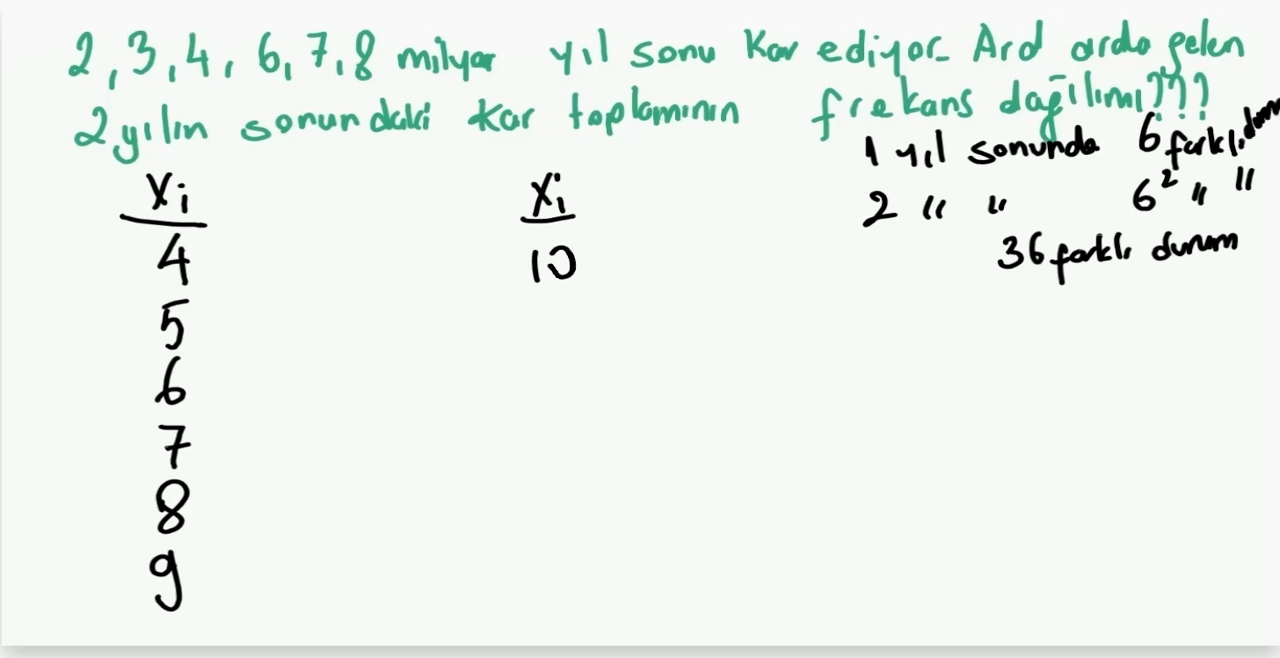 2, 3, 4, 6, 7, 8 milyar yıl sonu Kar ediyor. Ard arda gelen
2 yılın sonundaki Kar toplamının frekans dağılımı???
1 yıl sonunda 6 farklı durum
2 " " 6² " "
36 farklı durum
Xi Xi
4 10
5
6
7
8
9